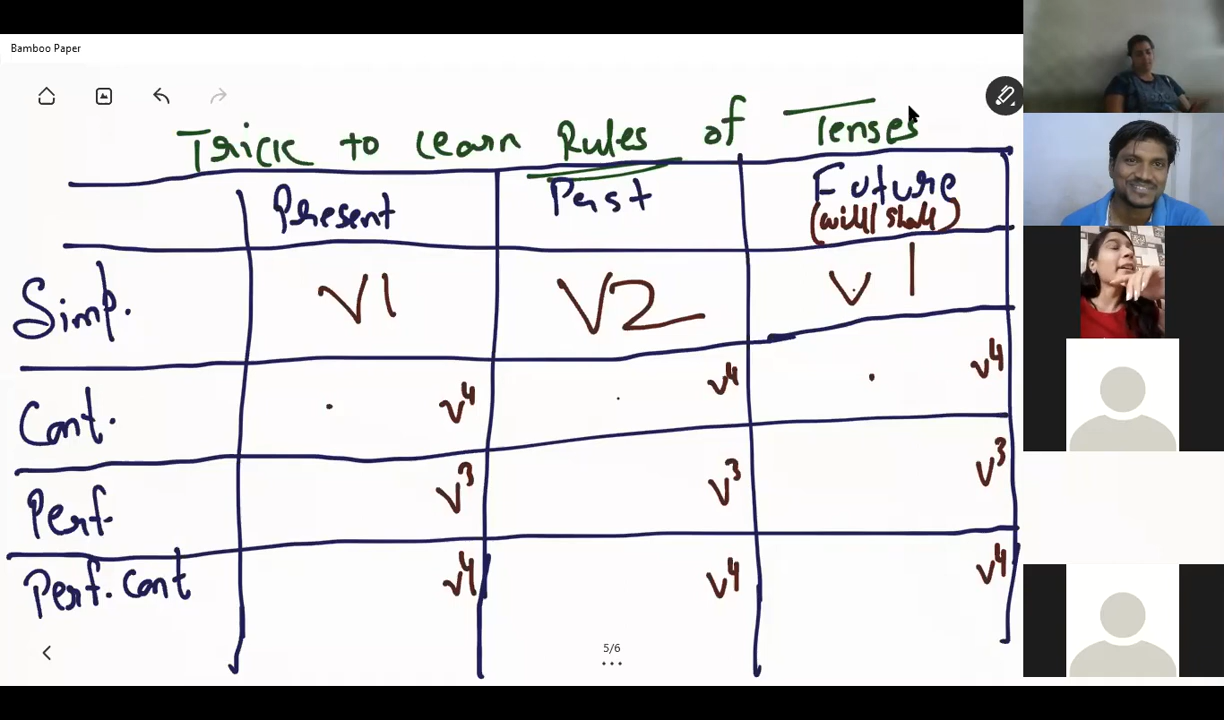 Bamboo Paper
Trick to Learn Rules of Tenses
Present Past Future
(will/shall)
Simp. V1 V2 V1
Cont. V4 V4 V4
Perf. V3 V3 V3
Perf. Cont V4 V4 V4
5/6